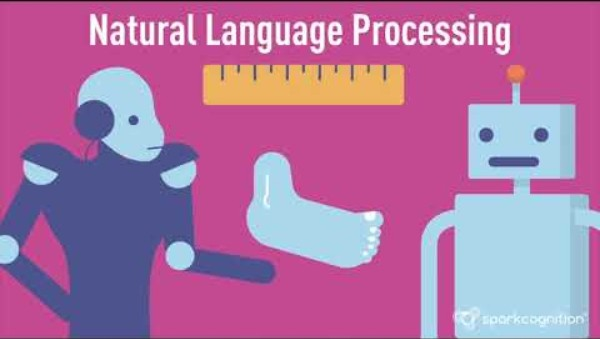 Natural Language Processing
sparkcognition